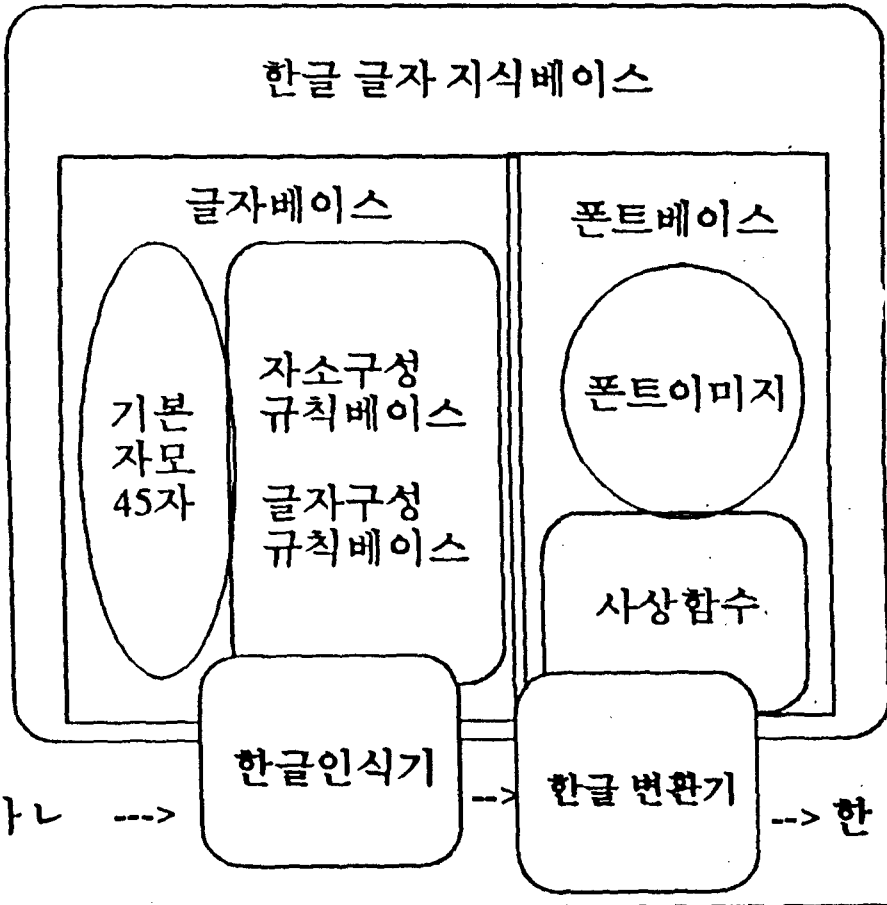 한글 글자 지식베이스
글자베이스
폰트베이스
기본
자모
45자
자소구성
규칙베이스
글자구성
규칙베이스
폰트이미지
사상함수
한글인식기
한글 변환기
ㅏㄴ ---> --> --> 한